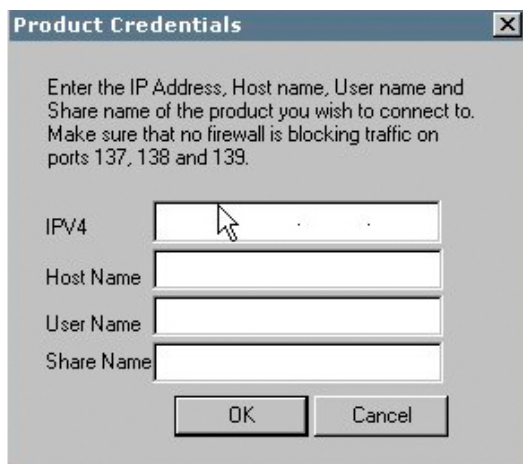 Product Credentials
Enter the IP Address, Host name, User name and
Share name of the product you wish to connect to.
Make sure that no firewall is blocking traffic on
ports 137, 138 and 139.
IPV4
Host Name
User Name
Share Name
OK Cancel